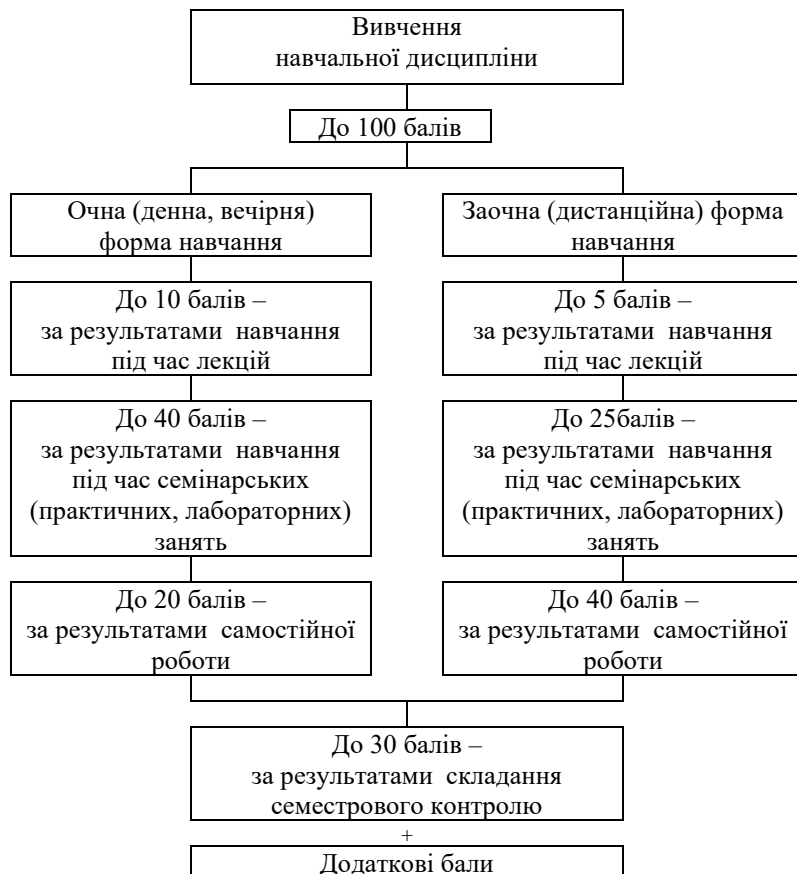 Вивчення
навчальної дисципліни
До 100 балів
Очна (денна, вечірня)
форма навчання
До 10 балів –
за результатами навчання
під час лекцій
До 40 балів –
за результатами навчання
під час семінарських
(практичних, лабораторних)
занять
До 20 балів –
за результатами самостійної
роботи
Заочна (дистанційна) форма
навчання
До 5 балів –
за результатами навчання
під час лекцій
До 25балів –
за результатами навчання
під час семінарських
(практичних, лабораторних)
занять
До 40 балів –
за результатами самостійної
роботи
До 30 балів –
за результатами складання
семестрового контролю
+
Додаткові бали